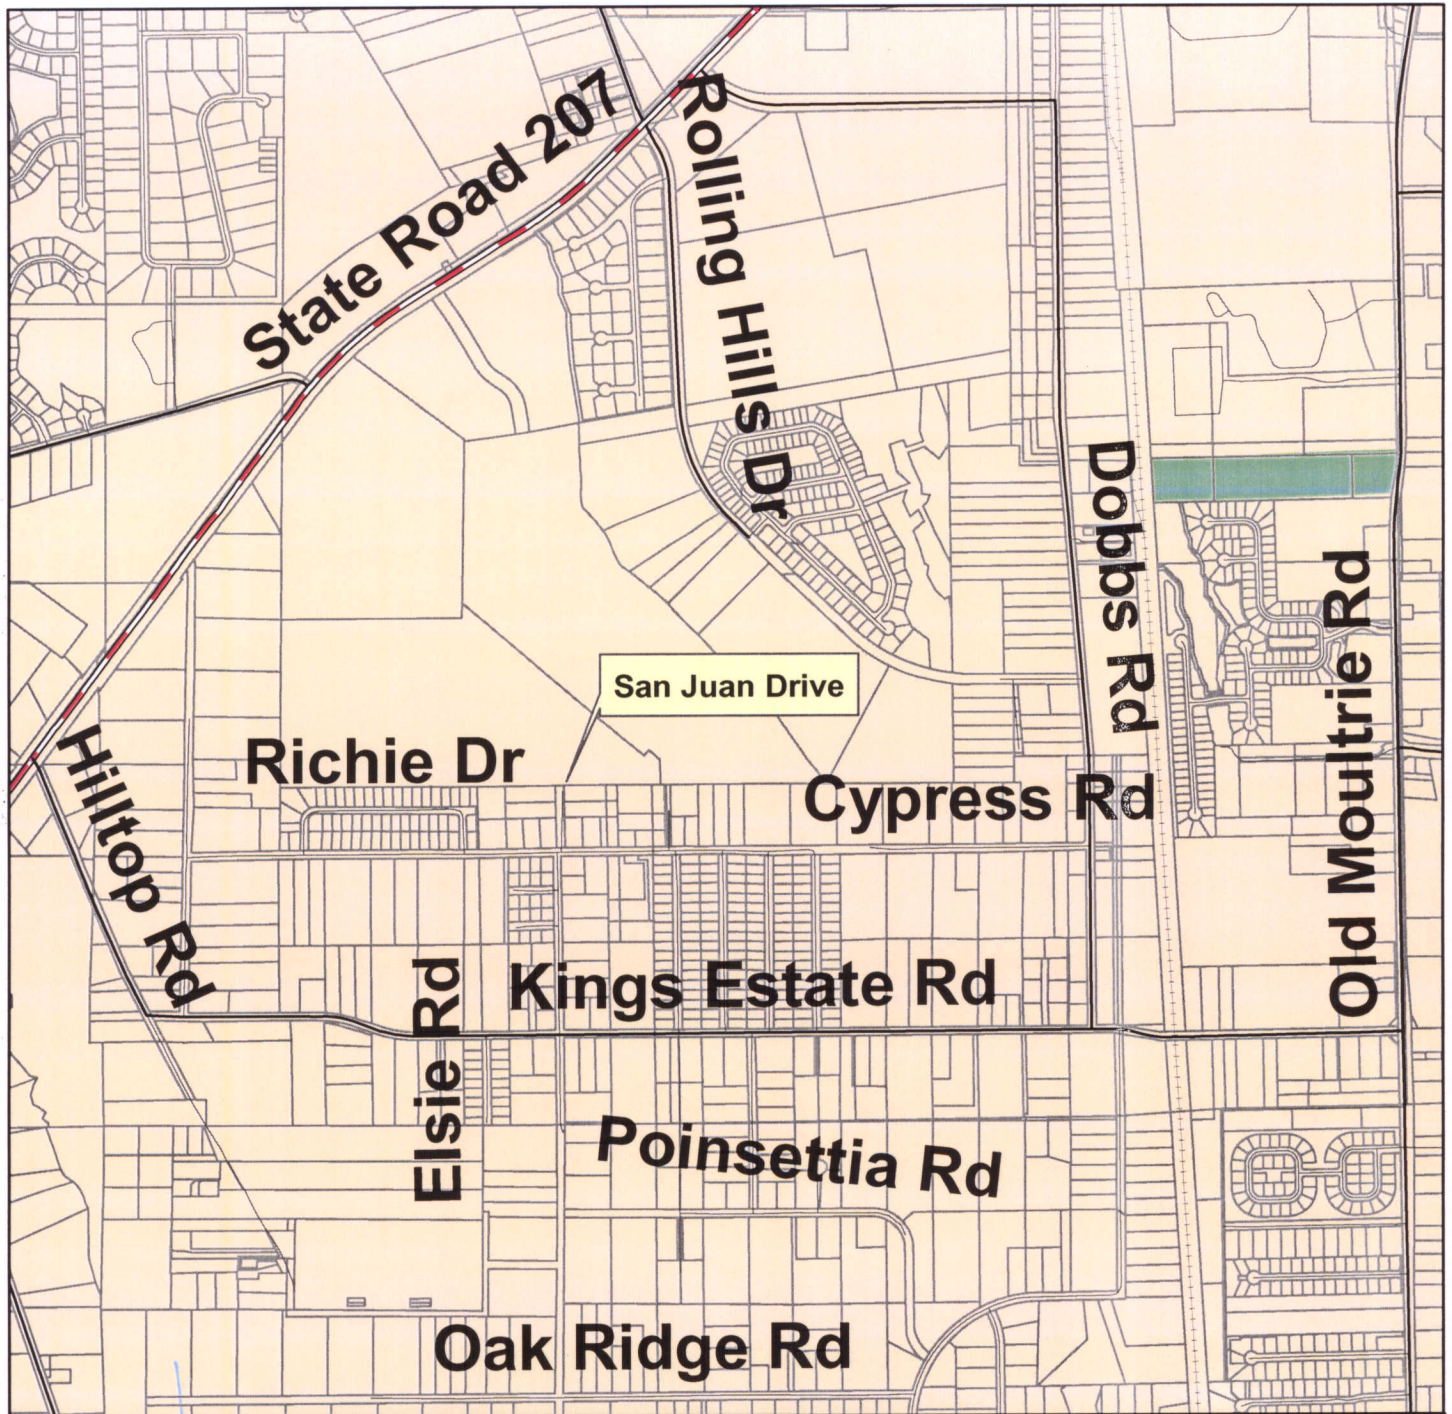 State Road 207
Rolling Hills Dr
Dobbs Rd
Old Moultrie Rd
San Juan Drive
Richie Dr
Cypress Rd
Hilltop Rd
Kings Estate Rd
Elsie Rd
Poinsettia Rd
Oak Ridge Rd